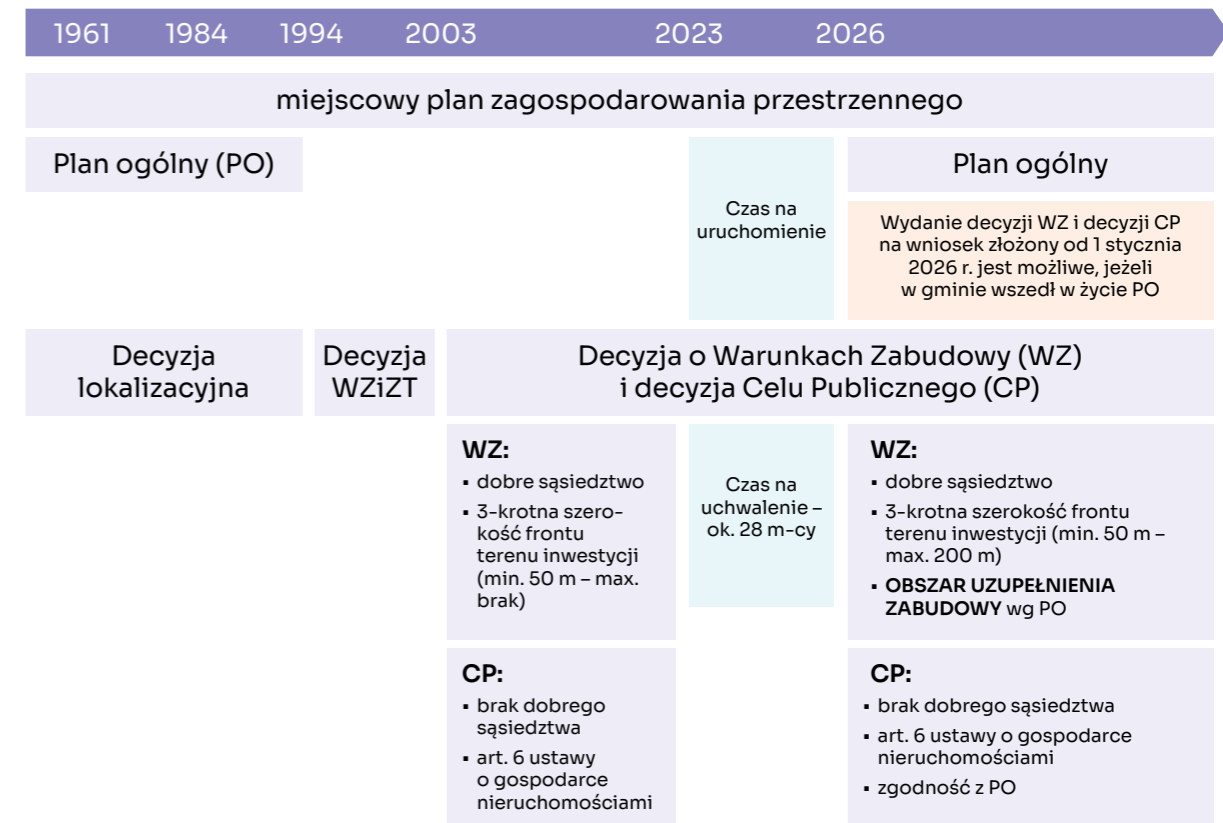 1961 1984 1994 2003 2023 2026
miejscowy plan zagospodarowania przestrzennego
Plan ogólny (PO)
Czas na
uruchomienie
Plan ogólny
Wydanie decyzji WZ i decyzji CP
na wniosek złożony od 1 stycznia
2026 r. jest możliwe, jeżeli
w gminie wszedł w życie PO
Decyzja
lokalizacyjna
Decyzja
WZiZT
Decyzja o Warunkach Zabudowy (WZ)
i decyzja Celu Publicznego (CP)
WZ:
▪ dobre sąsiedztwo
▪ 3-krotna szero-
kość frontu
terenu inwestycji
(min. 50 m – max.
brak)
Czas na
uchwalenie –
ok. 28 m-cy
WZ:
▪ dobre sąsiedztwo
▪ 3-krotna szerokość frontu
terenu inwestycji (min. 50 m –
max. 200 m)
▪ OBSZAR UZUPEŁNIENIA
ZABUDOWY wg PO
CP:
▪ brak dobrego
sąsiedztwa
▪ art. 6 ustawy
o gospodarce
nieruchomościami
CP:
▪ brak dobrego sąsiedztwa
▪ art. 6 ustawy o gospodarce
nieruchomościami
▪ zgodność z PO